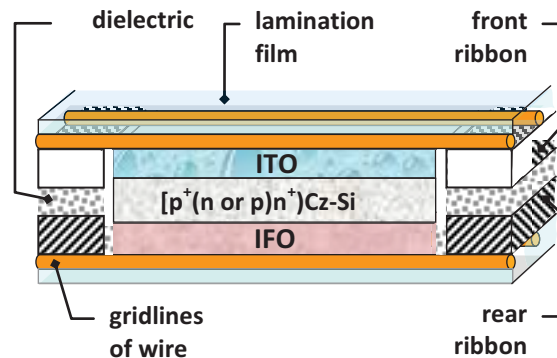 dielectric
lamination
film
front
ribbon
ITO
[p⁺(n or p)n⁺)Cz-Si
IFO
gridlines
of wire
rear
ribbon